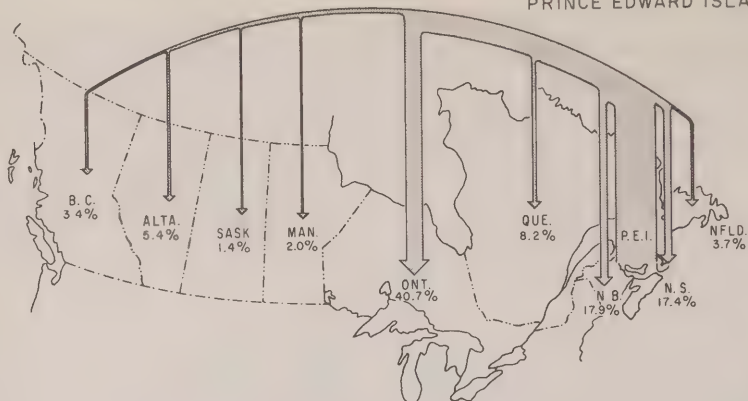 PRINCE EDWARD
B.C.
3.4%
ALTA.
5.4%
SASK
1.4%
MAN.
2.0%
ONT.
40.7%
QUE.
8.2%
P.E.I.
N B.
17.9%
N.S.
17.4%
NFLD.
3.7%